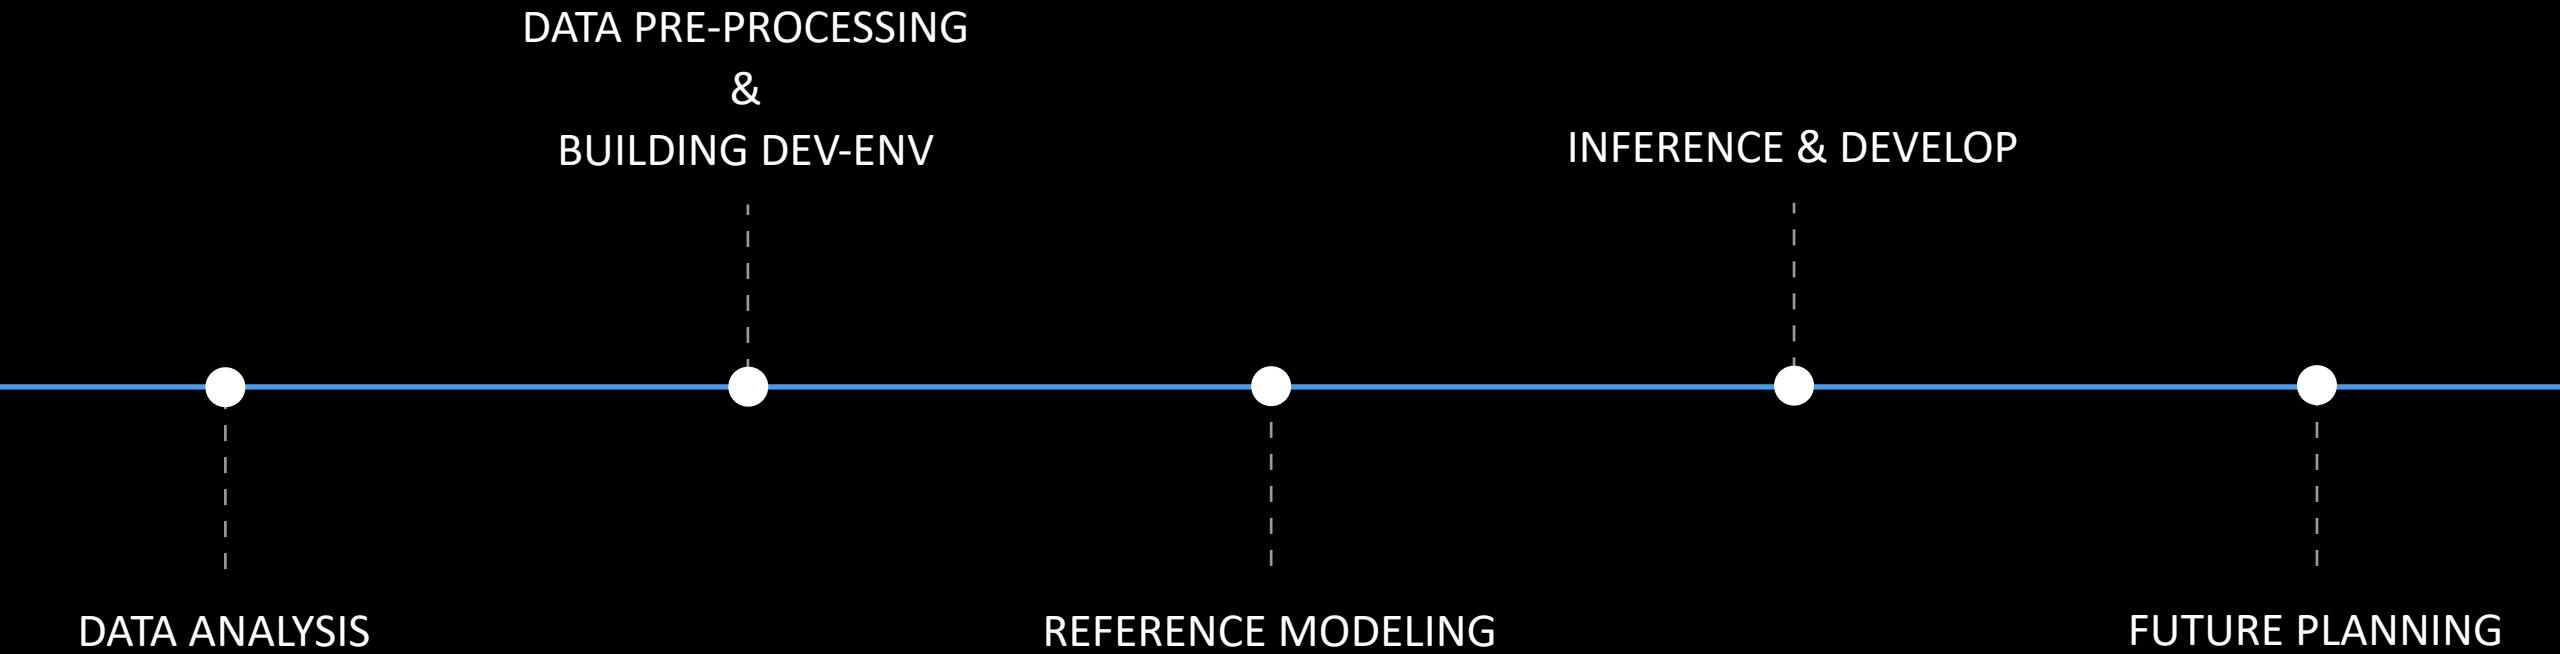 DATA PRE-PROCESSING
&
BUILDING DEV-ENV
INFERENCE & DEVELOP
DATA ANALYSIS
REFERENCE MODELING
FUTURE PLANNING